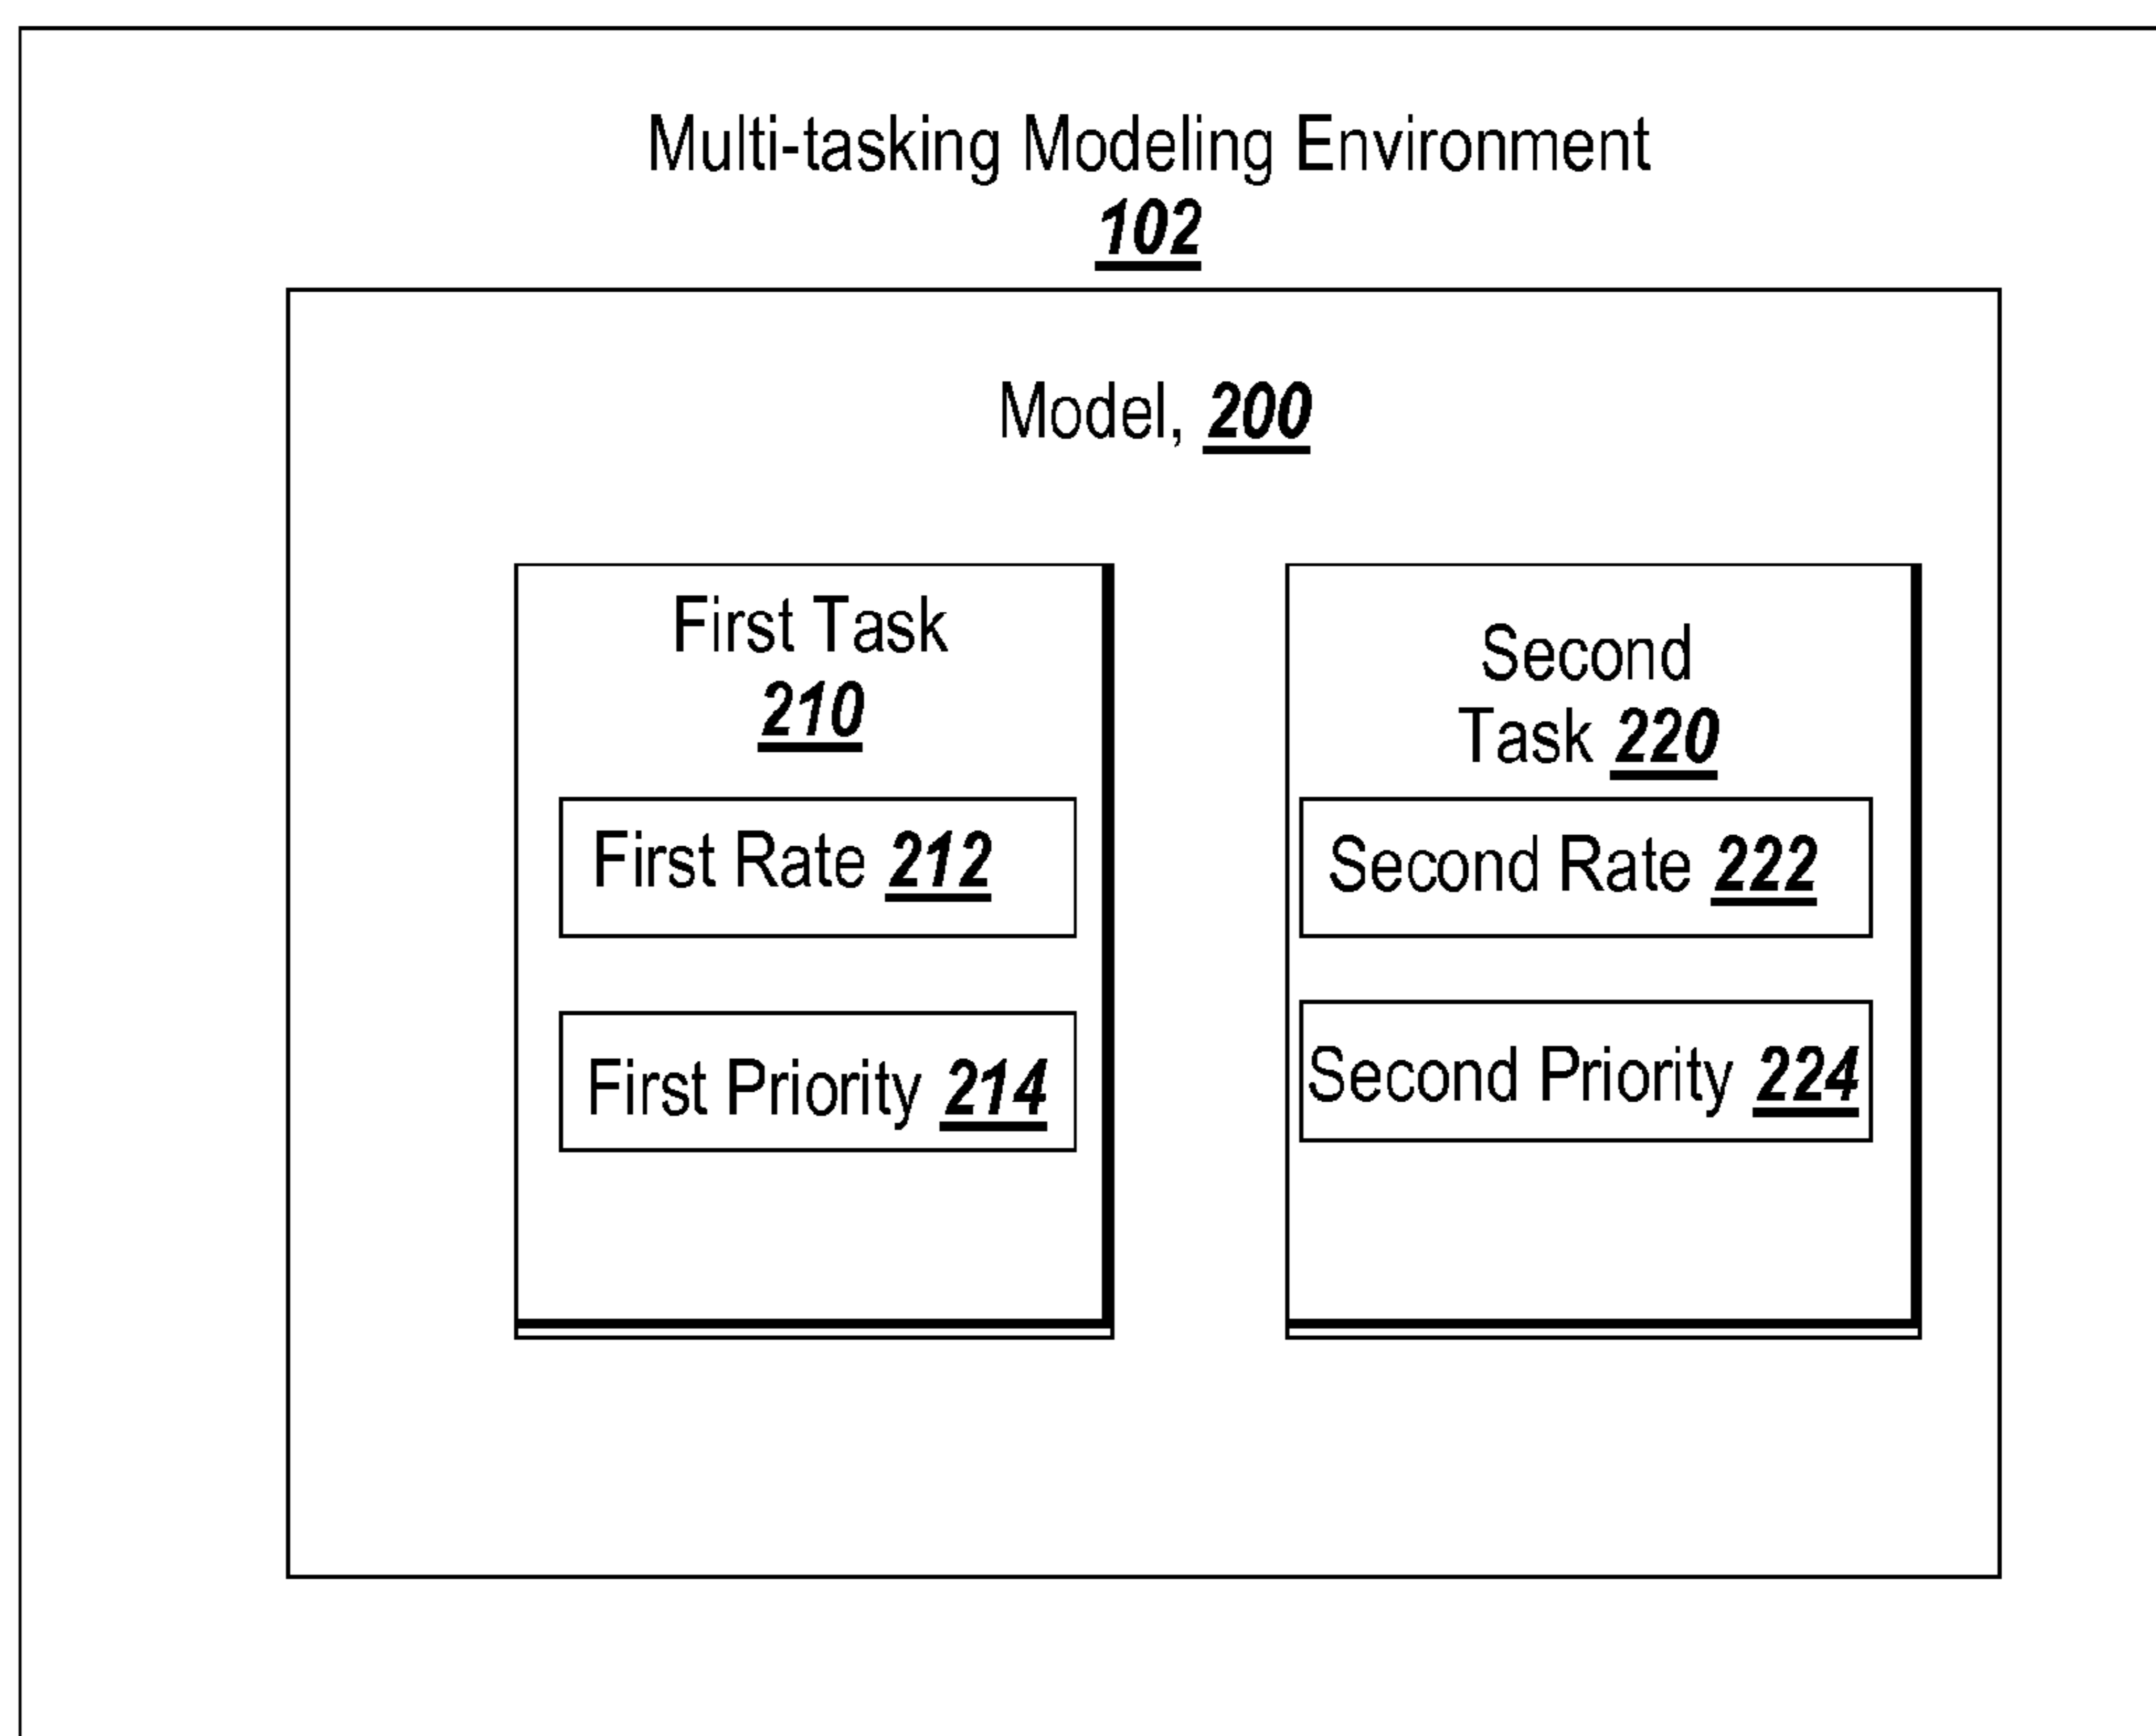 Multi-tasking Modeling Environment
102
Model, 200
First Task
210
First Rate 212
First Priority 214
Second
Task 220
Second Rate 222
Second Priority 224